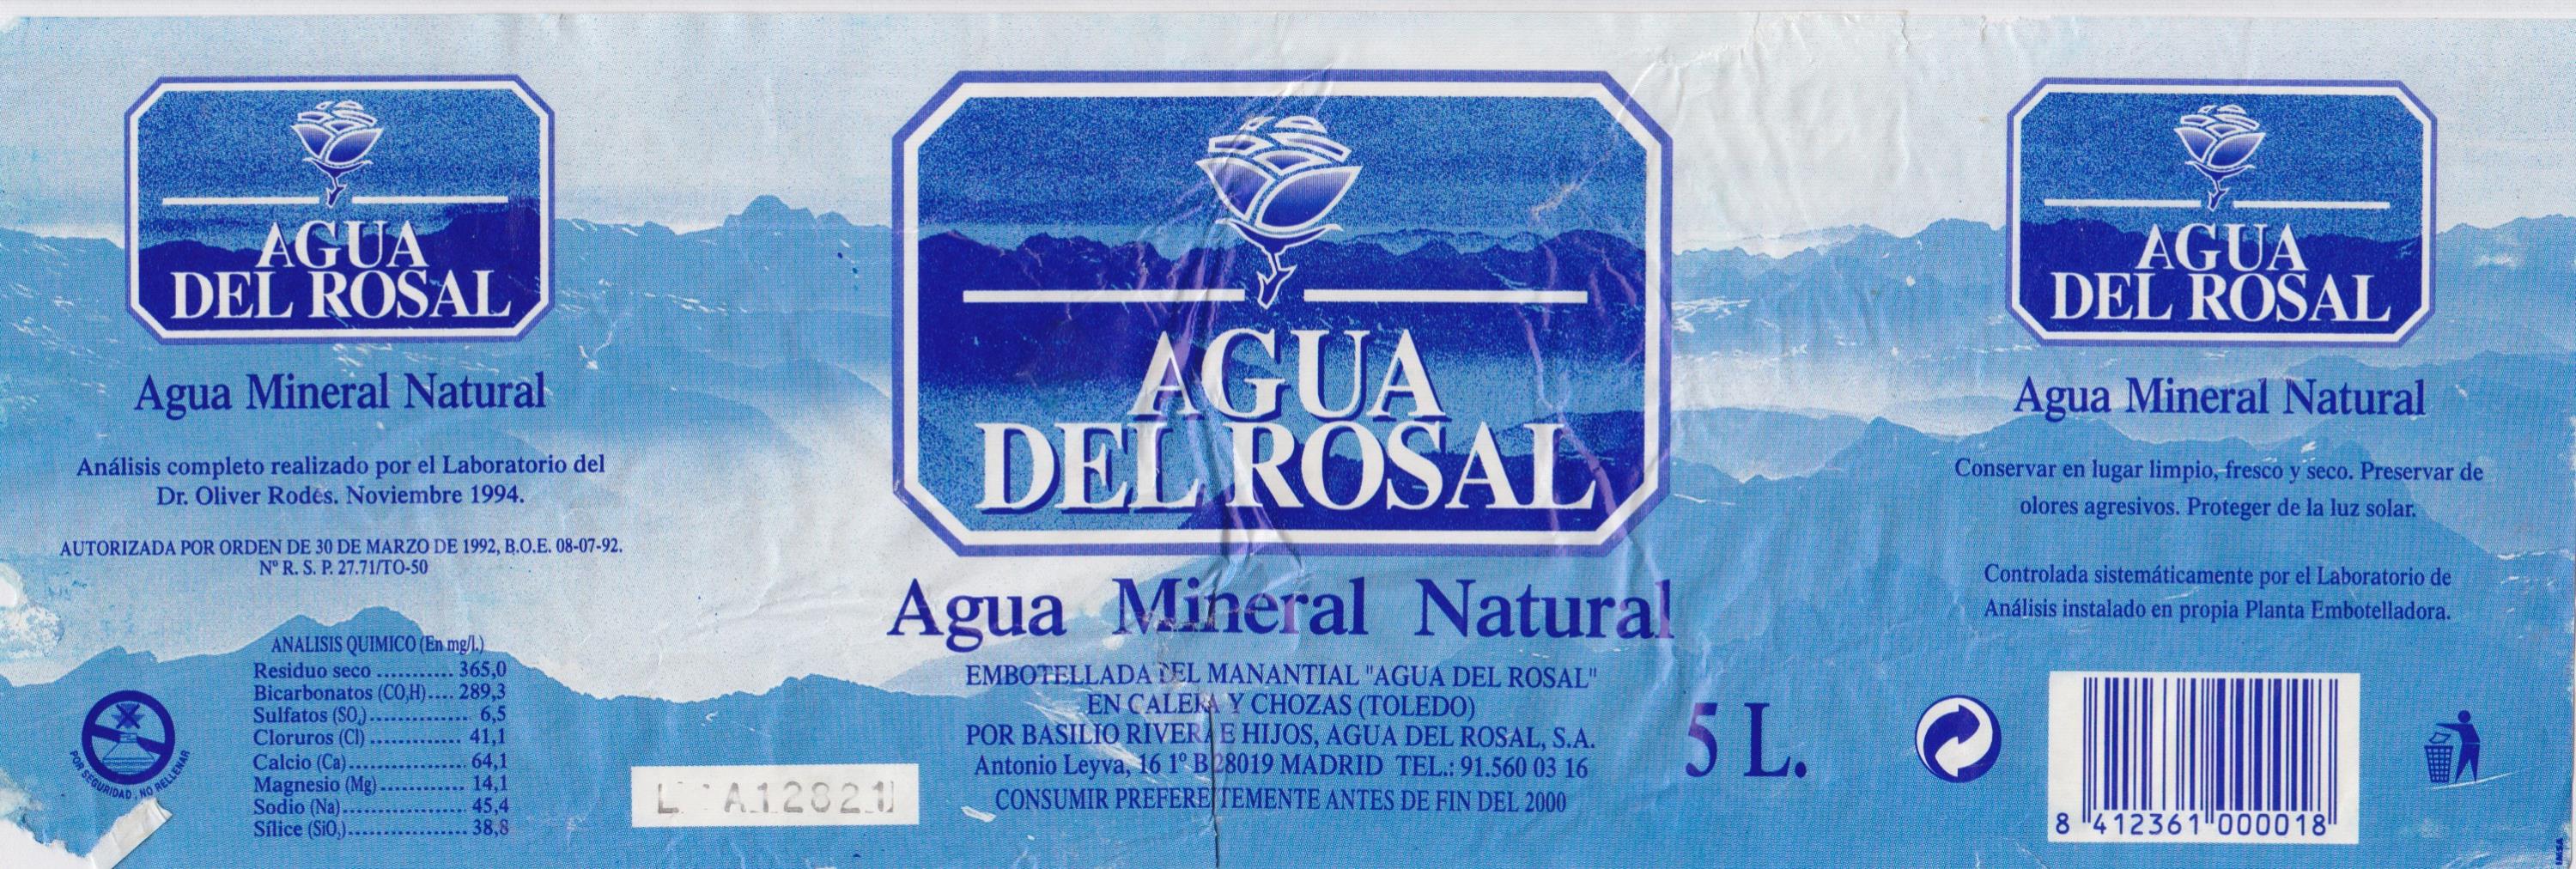 AGUA
DEL ROSAL
Agua Mineral Natural
Análisis completo realizado por el Laboratorio del
Dr. Oliver Rodés. Noviembre 1994.
AUTORIZADA POR ORDEN DE 30 DE MARZO DE 1992, B.O.E. 08-07-92.
Nº R. S. P. 27.71/TO-50
ANALISIS QUIMICO (En mg/l.)
Residuo seco ........... 365,0
Bicarbonatos (CO₃H).... 289,3
Sulfatos (SO₄).............. 6,5
Cloruros (Cl) ............. 41,1
Calcio (Ca)................. 64,1
Magnesio (Mg) ............ 14,1
Sodio (Na).................. 45,4
Sílice (SiO₂)................. 38,8
POR SEGURIDAD, NO RELLENAR
L A12821
AGUA
DEL ROSAL
Agua Mineral Natural
EMBOTELLADA DEL MANANTIAL "AGUA DEL ROSAL"
EN CALERA Y CHOZAS (TOLEDO)
POR BASILIO RIVERA E HIJOS, AGUA DEL ROSAL, S.A.
Antonio Leyva, 16 1º B 28019 MADRID TEL.: 91.560 03 16
CONSUMIR PREFERETEMENTE ANTES DE FIN DEL 2000
5 L.
AGUA
DEL ROSAL
Agua Mineral Natural
Conservar en lugar limpio, fresco y seco. Preservar de
olores agresivos. Proteger de la luz solar.
Controlada sistemáticamente por el Laboratorio de
Análisis instalado en propia Planta Embotelladora.
8 412361 000018